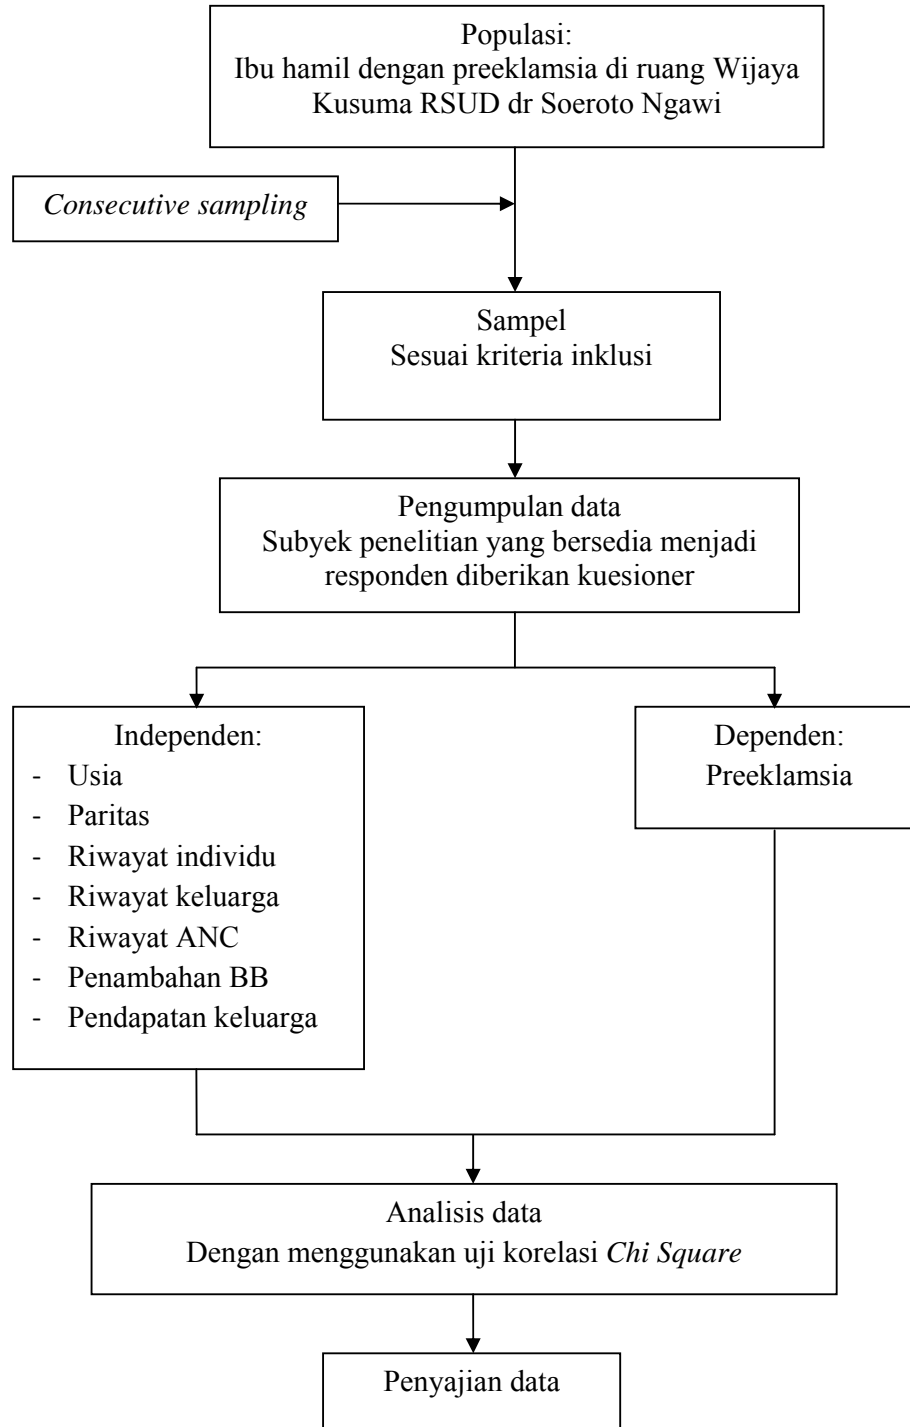 Populasi:
Ibu hamil dengan preeklamsia di ruang Wijaya
Kusuma RSUD dr Soeroto Ngawi
Consecutive sampling
Sampel
Sesuai kriteria inklusi
Pengumpulan data
Subyek penelitian yang bersedia menjadi
responden diberikan kuesioner
Independen:
- Usia
- Paritas
- Riwayat individu
- Riwayat keluarga
- Riwayat ANC
- Penambahan BB
- Pendapatan keluarga
Dependen:
Preeklamsia
Analisis data
Dengan menggunakan uji korelasi Chi Square
Penyajian data